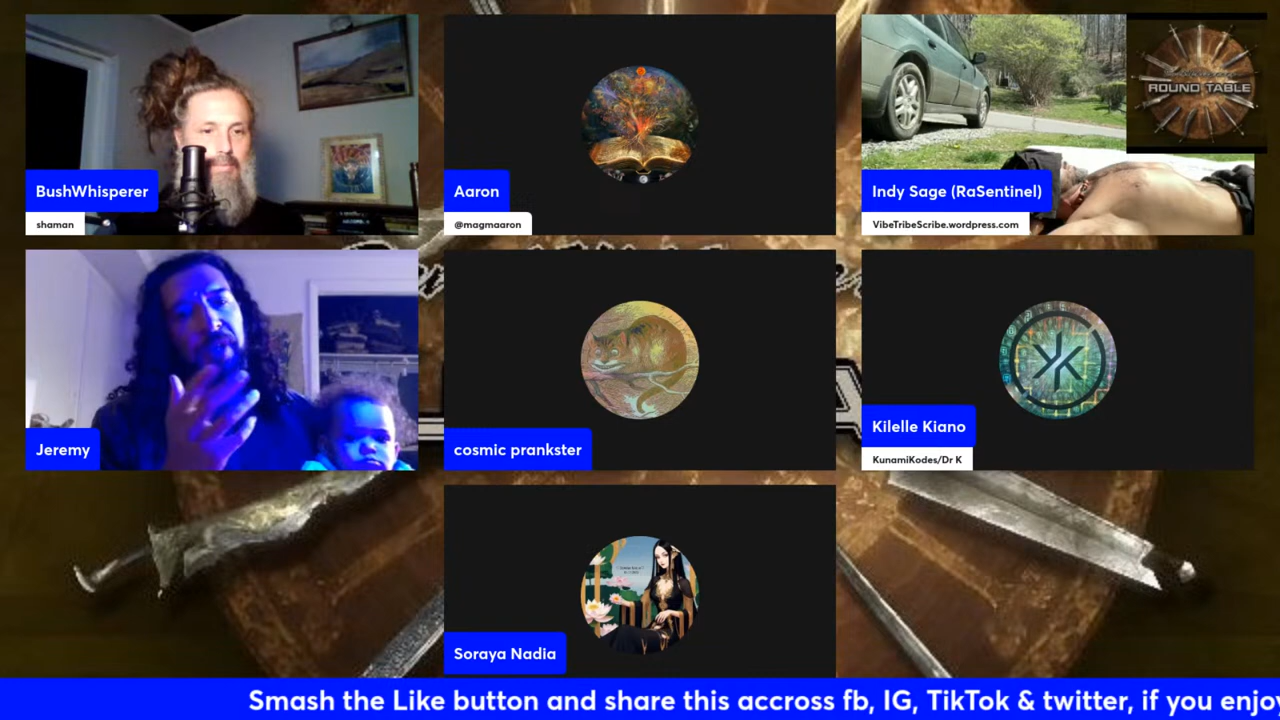 BushWhisperer
shaman
Aaron
@magmaaron
Indy Sage (RaSentinel)
VibeTribeScribe.wordpress.com
ROUND TABLE
Jeremy
cosmic prankster
Kilelle Kiano
KunamiKodes/Dr K
Soraya Nadia
Smash the Like button and share this accross fb, IG, TikTok & twitter, if you enjoy